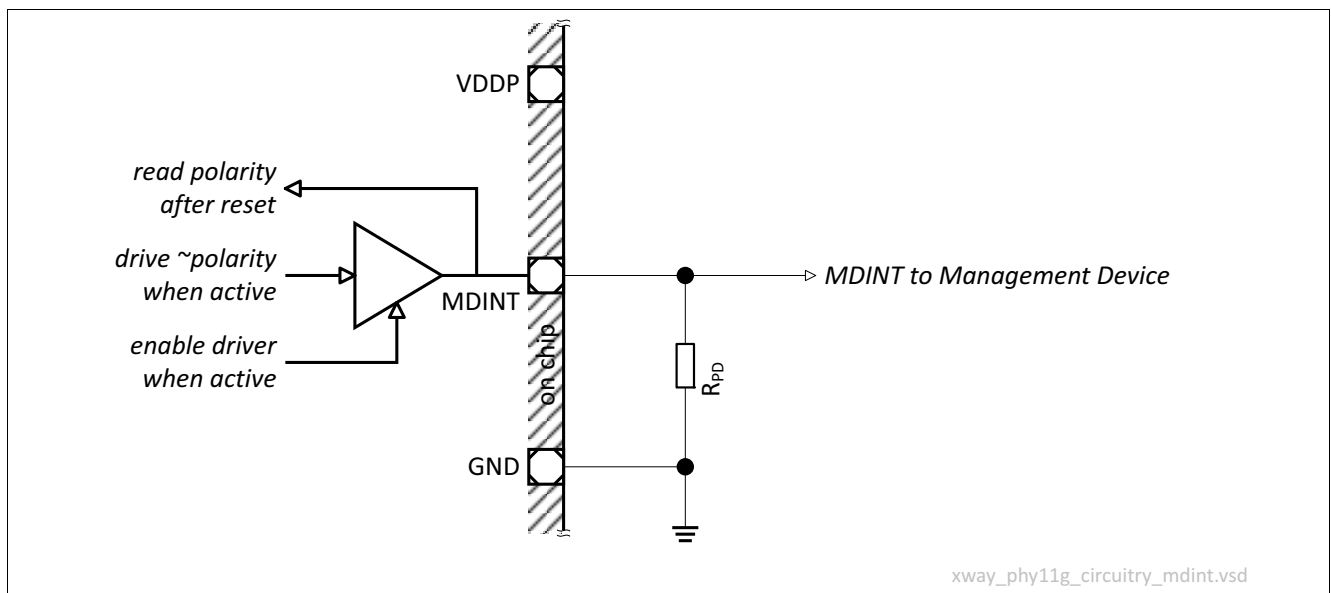 VDDP
read polarity
after reset
drive ~polarity
when active
MDINT
MDINT to Management Device
enable driver
when active
on chip
RPD
GND
xway_phy11g_circuitry_mdint.vsd